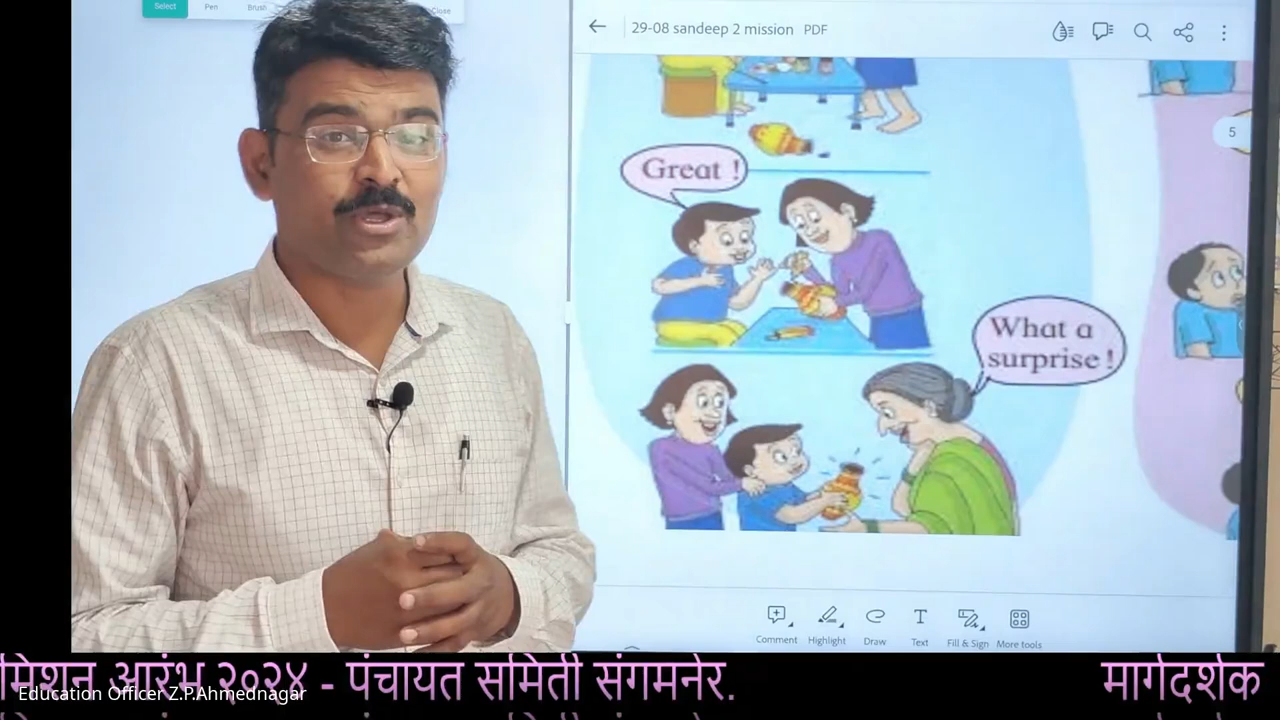 Select Pen Brush Close
29-08 sandeep 2 mission PDF
5
Great !
What a
surprise !
Comment Highlight Draw Text Fill & Sign More tools
मिशन आरंभ २०२४ - पंचायत समिती संगमनेर. मार्गदर्शक
Education Officer Z.P.Ahmednagar